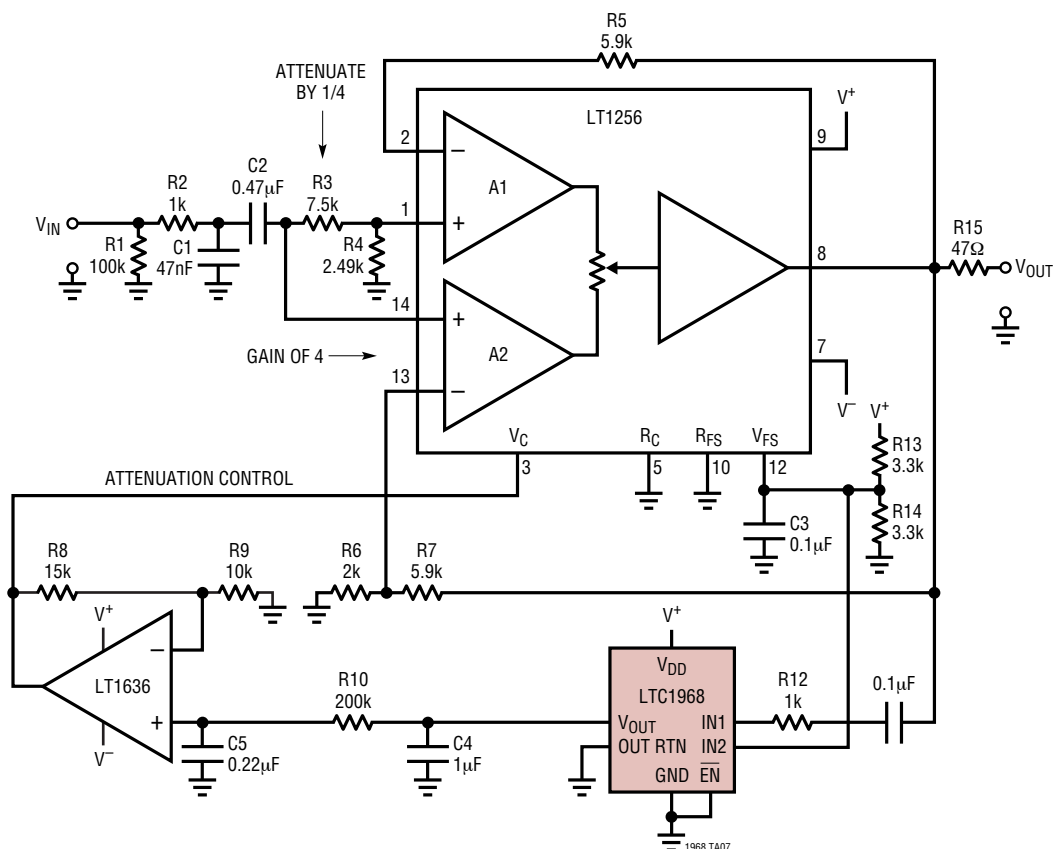 R5
5.9k
ATTENUATE
BY 1/4
LT1256
V+
2
9
C2
0.47µF
R2
1k
R3
7.5k
A1
VIN
1
R1
100k
C1
47nF
R4
2.49k
8
R15
47Ω
VOUT
14
GAIN OF 4
A2
13
7
V–
V+
VC
RC
RFS
VFS
3
5
10
12
R13
3.3k
ATTENUATION CONTROL
C3
0.1µF
R14
3.3k
R8
15k
R9
10k
R6
2k
R7
5.9k
V+
V+
VDD
LT1636
LTC1968
R10
200k
R12
1k
0.1µF
VOUT
IN1
OUT RTN
IN2
V–
C5
0.22µF
C4
1µF
GND
EN
1968 TA07